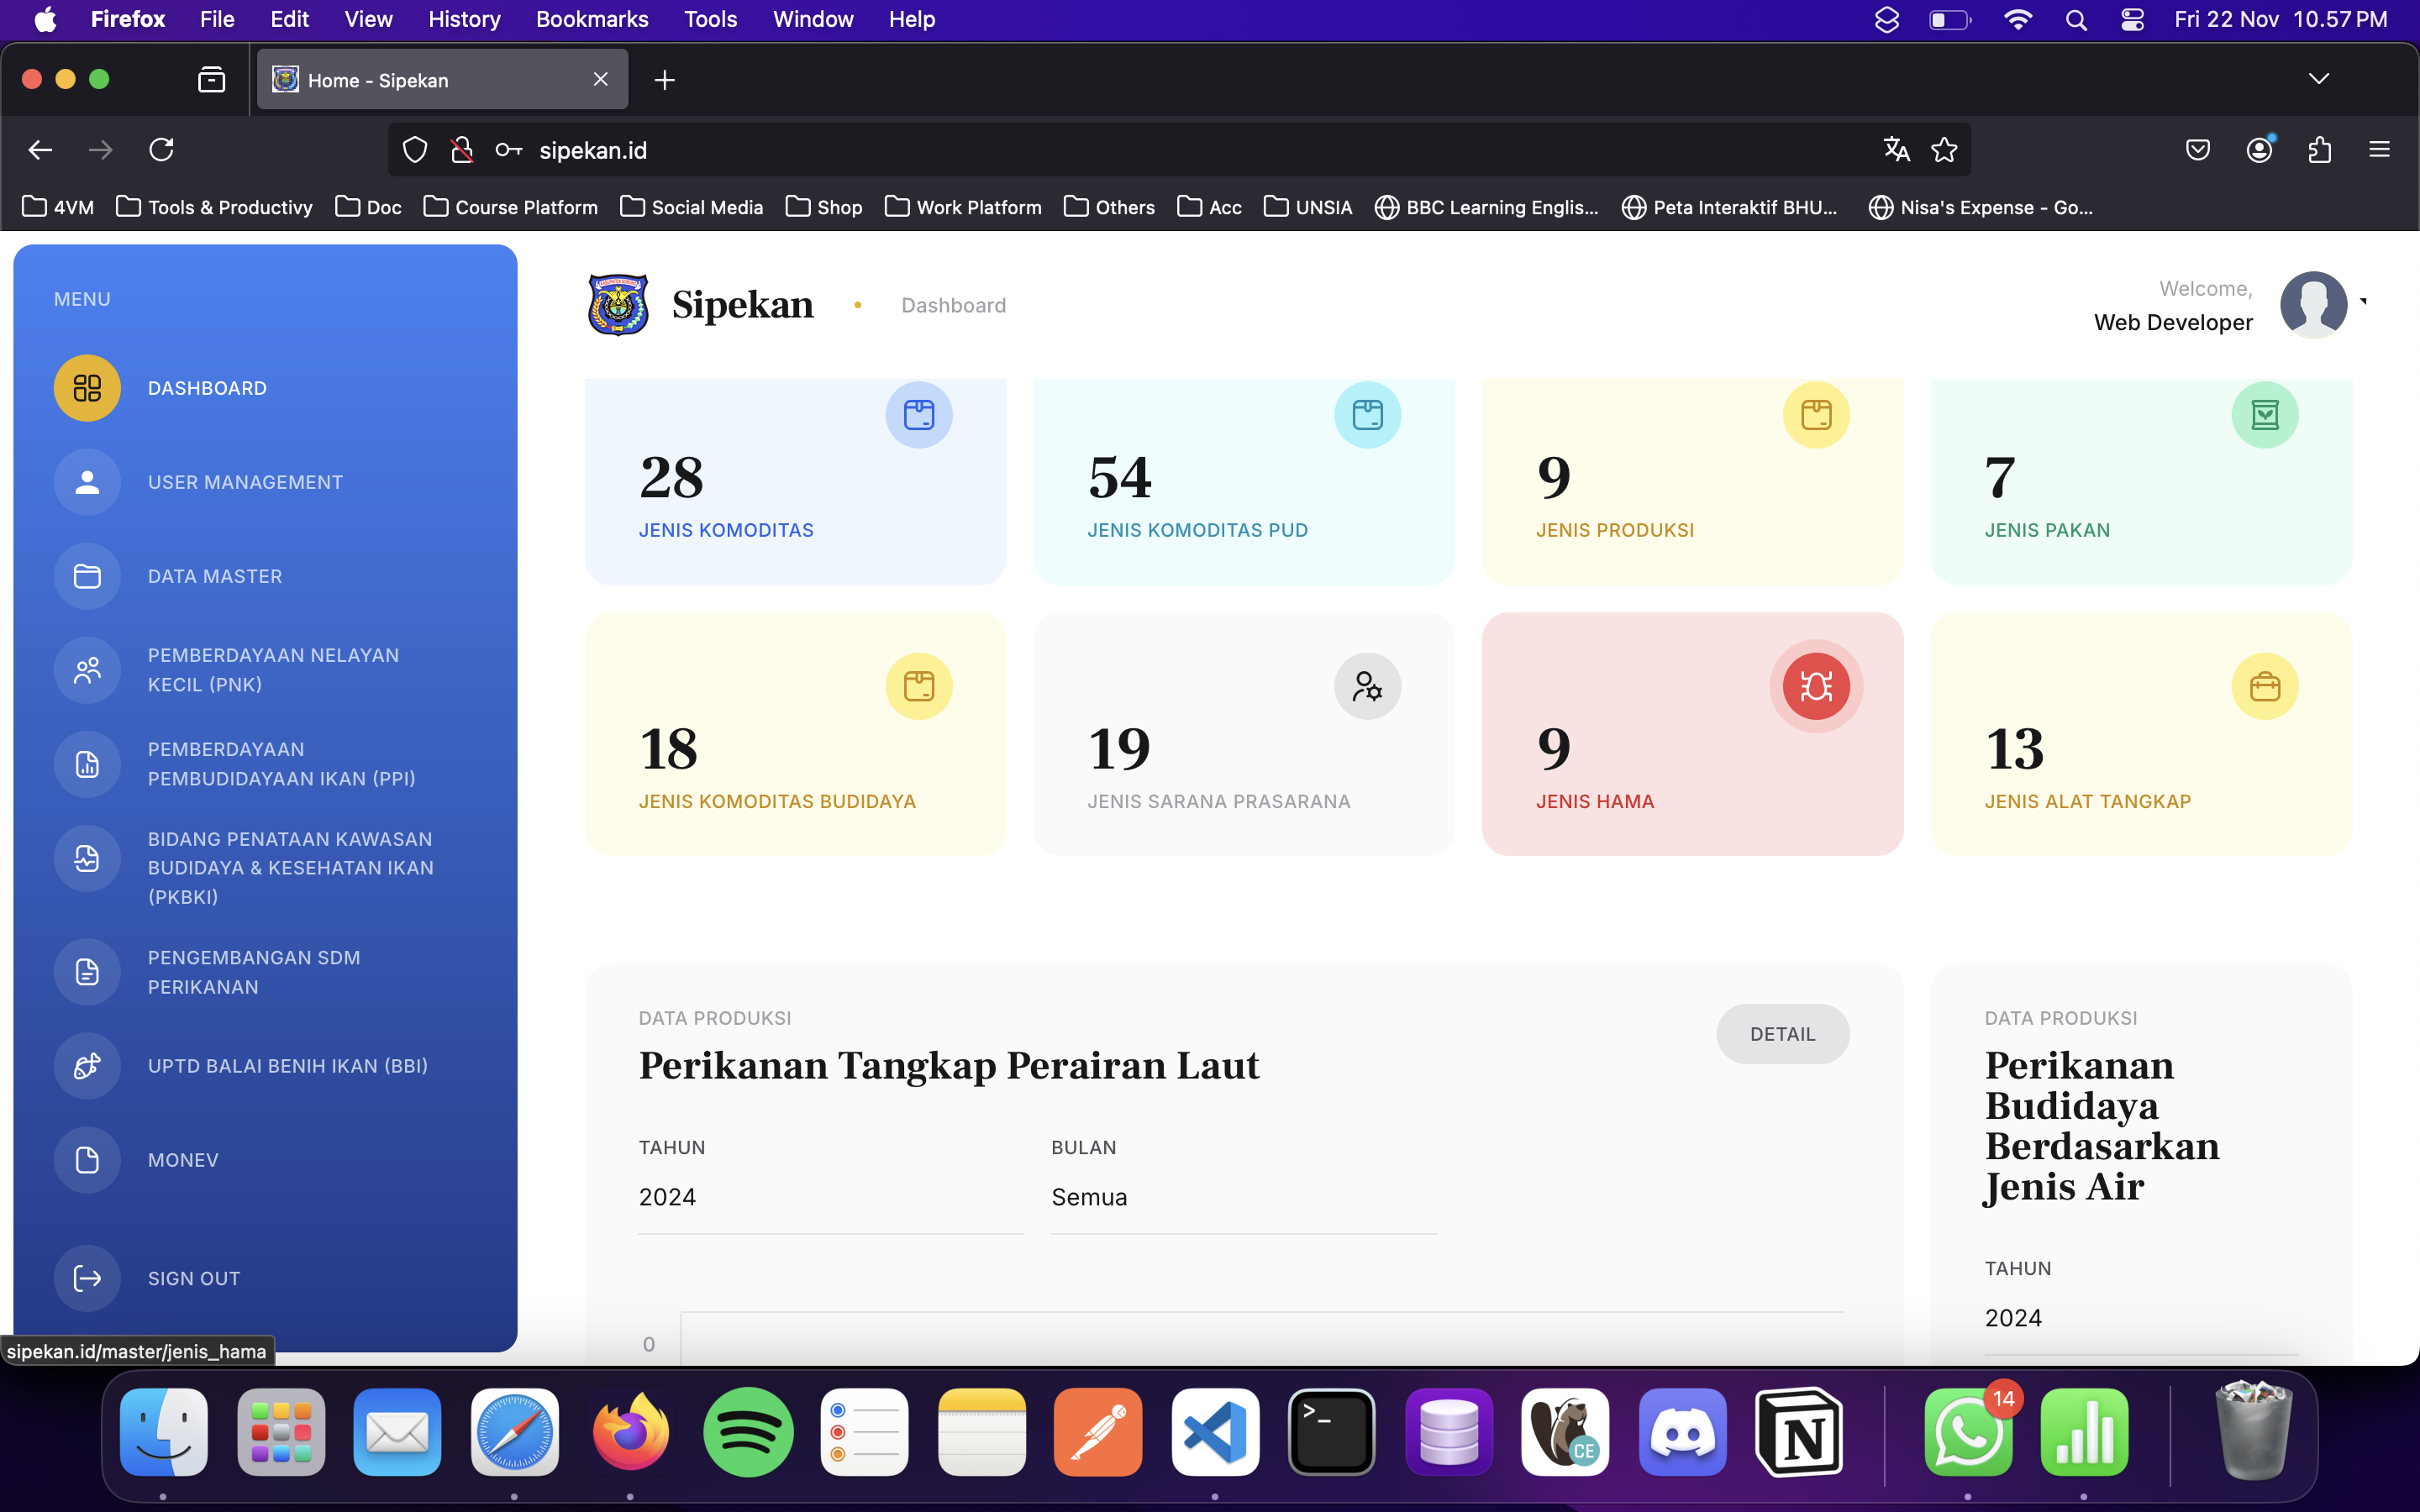 Firefox File Edit View History Bookmarks Tools Window Help Fri 22 Nov 10.57 PM
Home - Sipekan
sipekan.id
4VM Tools & Productivy Doc Course Platform Social Media Shop Work Platform Others Acc UNSIA BBC Learning Englis... Peta Interaktif BHU... Nisa's Expense - Go...
MENU
DASHBOARD
USER MANAGEMENT
DATA MASTER
PEMBERDAYAAN NELAYAN
KECIL (PNK)
PEMBERDAYAAN
PEMBUDIDAYAAN IKAN (PPI)
BIDANG PENATAAN KAWASAN
BUDIDAYA & KESEHATAN IKAN
(PKBKI)
PENGEMBANGAN SDM
PERIKANAN
UPTD BALAI BENIH IKAN (BBI)
MONEV
SIGN OUT
sipekan.id/master/jenis_hama
Sipekan • Dashboard
Welcome,
Web Developer
28
JENIS KOMODITAS
54
JENIS KOMODITAS PUD
9
JENIS PRODUKSI
7
JENIS PAKAN
18
JENIS KOMODITAS BUDIDAYA
19
JENIS SARANA PRASARANA
9
JENIS HAMA
13
JENIS ALAT TANGKAP
DATA PRODUKSI
Perikanan Tangkap Perairan Laut
DETAIL
TAHUN
2024
BULAN
Semua
0
DATA PRODUKSI
Perikanan
Budidaya
Berdasarkan
Jenis Air
TAHUN
2024
CE
14